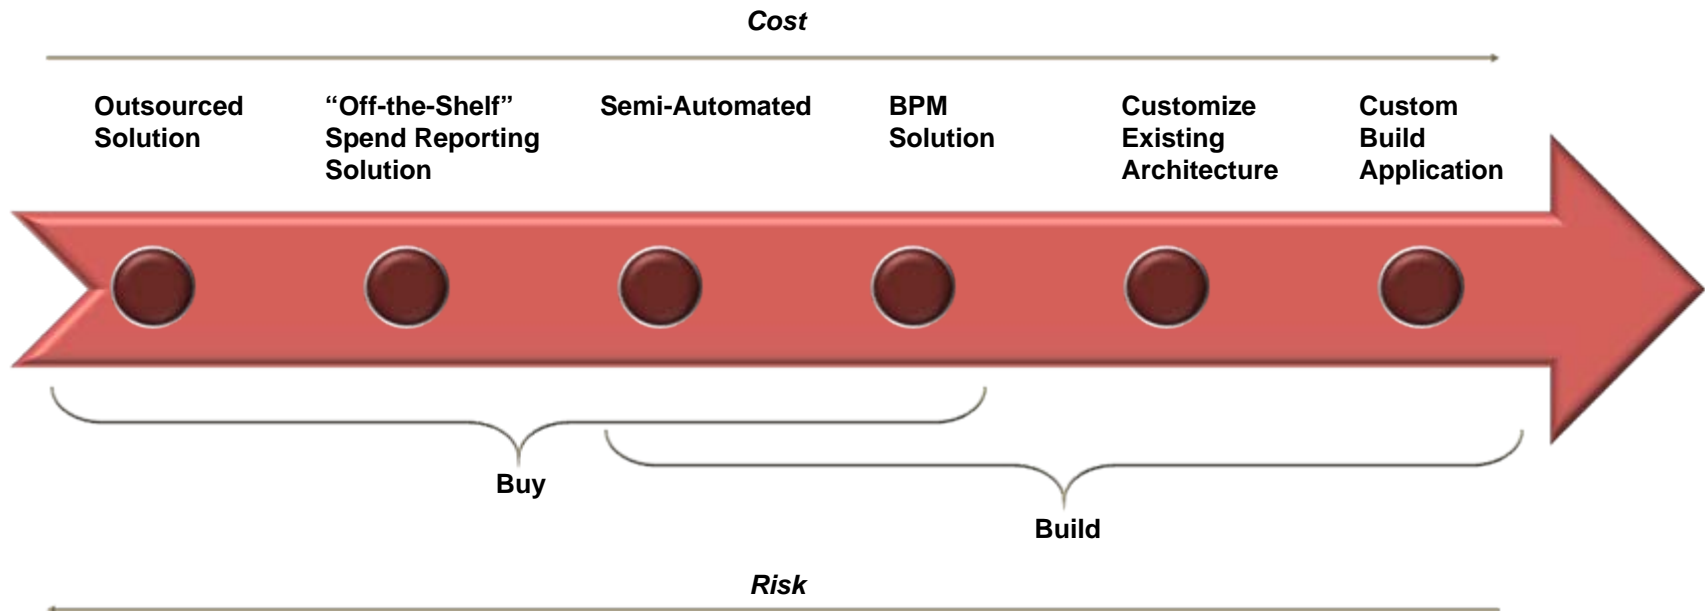 Cost
Outsourced
Solution
“Off-the-Shelf”
Spend Reporting
Solution
Semi-Automated
BPM
Solution
Customize
Existing
Architecture
Custom
Build
Application
Buy
Build
Risk